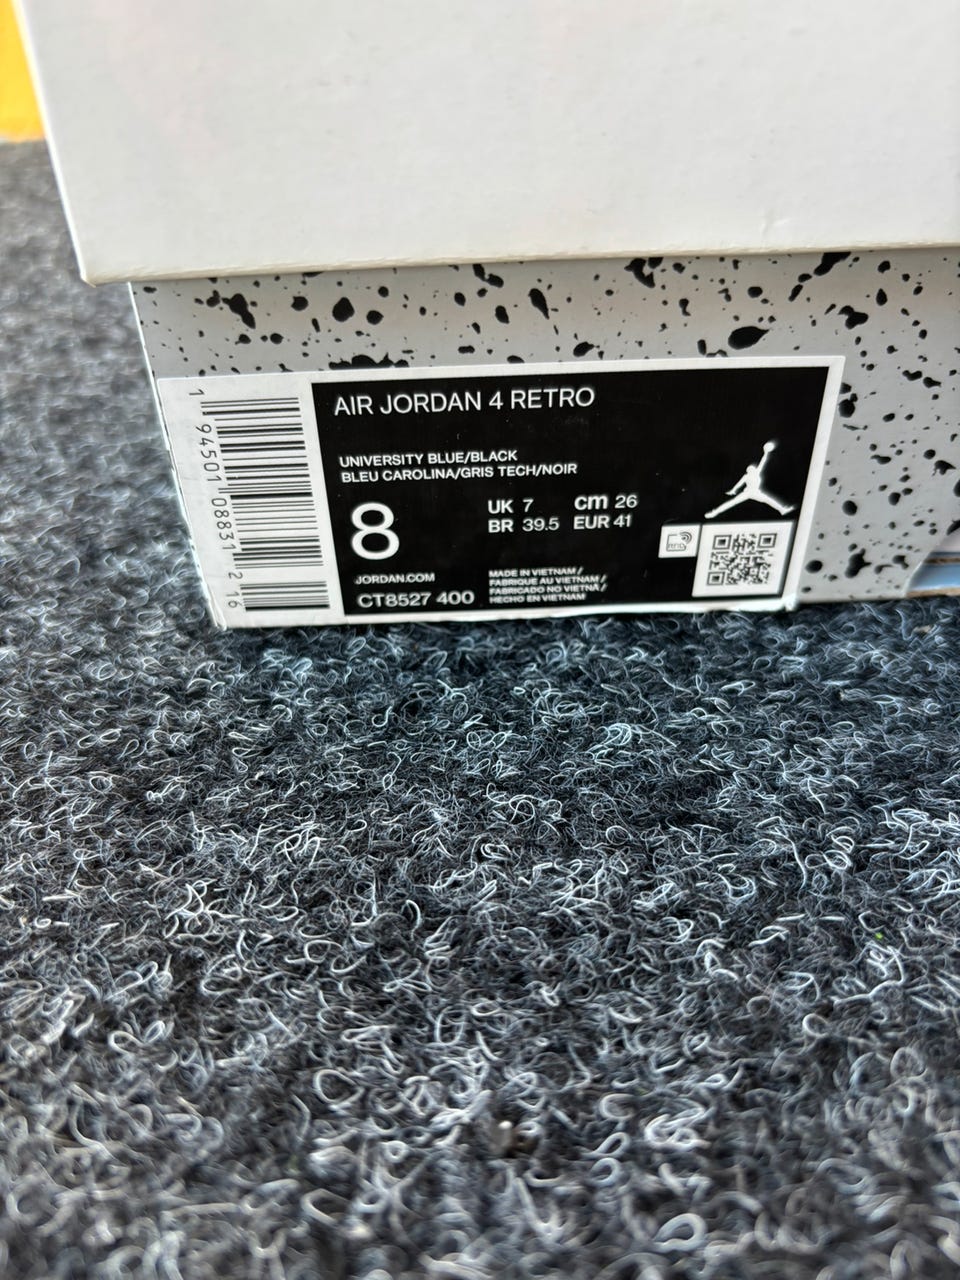 AIR JORDAN 4 RETRO
UNIVERSITY BLUE/BLACK
BLEU CAROLINA/GRIS TECH/NOIR
8
UK 7 cm 26
BR 39.5 EUR 41
JORDAN.COM
CT8527 400
MADE IN VIETNAM /
FABRIQUE AU VIETNAM /
FABRICADO NO VIETNÃ /
HECHO EN VIETNAM
1 94501 08831 2 16